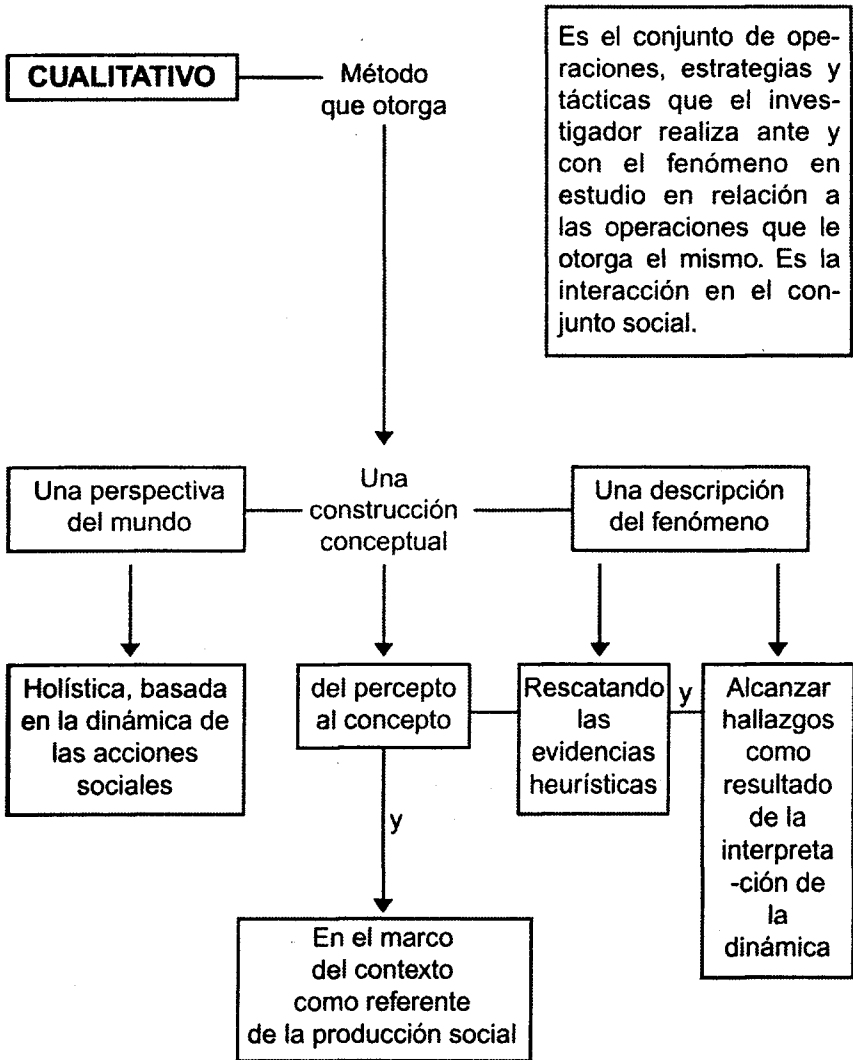 CUALITATIVO
Método
que otorga
Es el conjunto de ope-
raciones, estrategias y
tácticas que el inves-
tigador realiza ante y
con el fenómeno en
estudio en relación a
las operaciones que le
otorga el mismo. Es la
interacción en el con-
junto social.
Una perspectiva
del mundo
Una
construcción
conceptual
Una descripción
del fenómeno
Holística, basada
en la dinámica de
las acciones
sociales
del percepto
al concepto
Rescatando
las
evidencias
heurísticas
y
Alcanzar
hallazgos
como
resultado
de la
interpreta
-ción de
la
dinámica
y
En el marco
del contexto
como referente
de la producción social